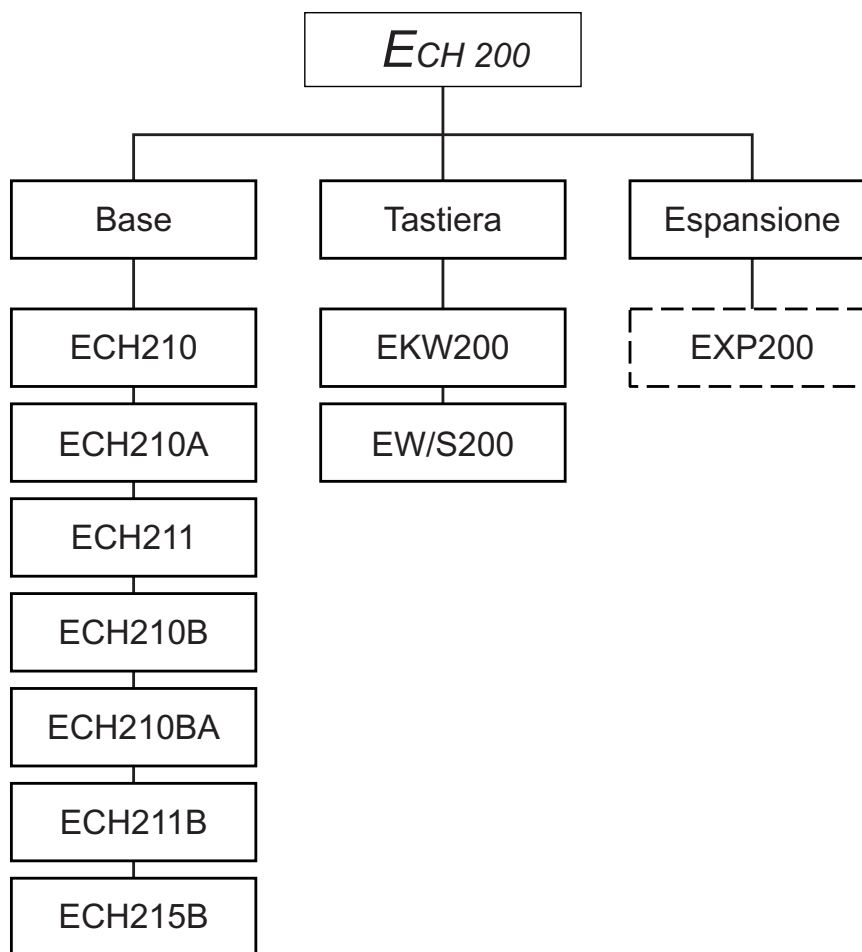 ECH 200
Base
Tastiera
Espansione
ECH210
EKW200
EXP200
ECH210A
EW/S200
ECH211
ECH210B
ECH210BA
ECH211B
ECH215B